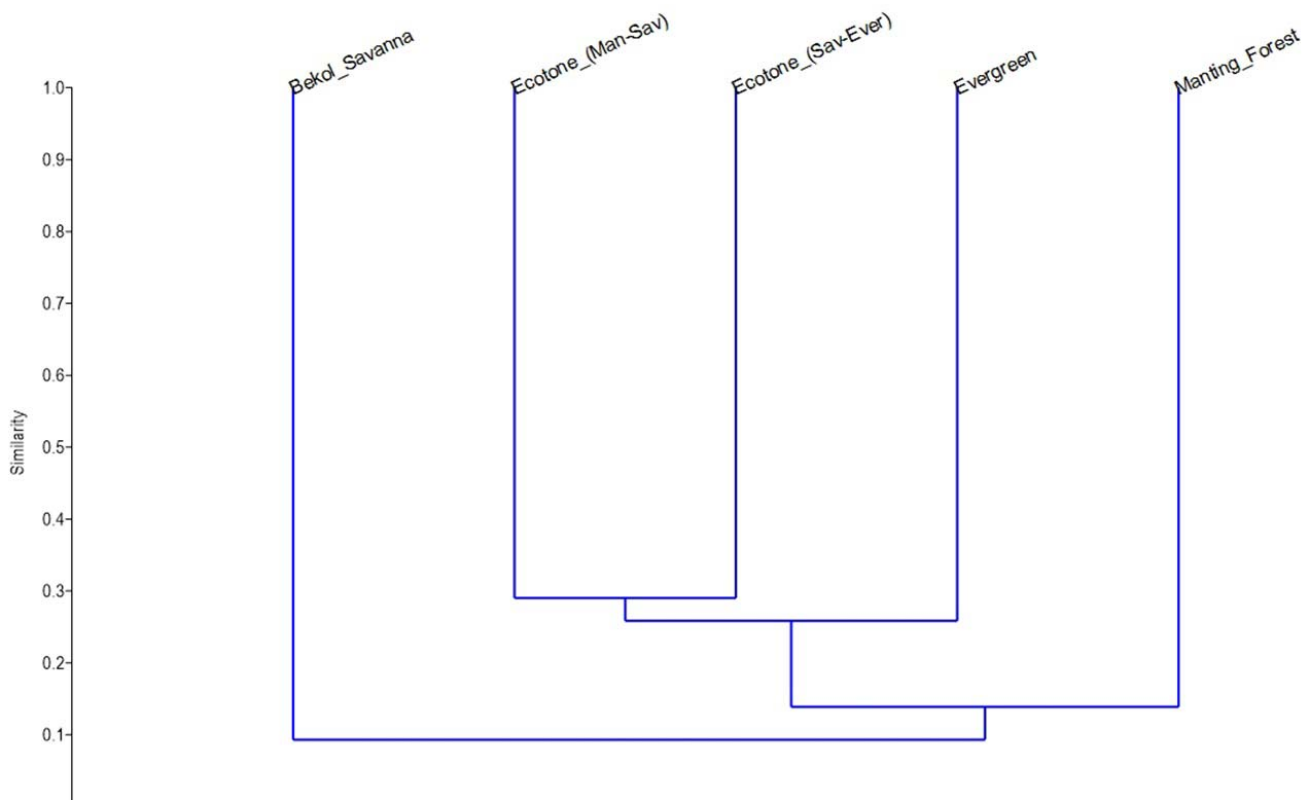 Bekol_Savanna
Ecotone_(Man-Sav)
Ecotone_(Sav-Ever)
Evergreen
Manting_Forest
1.0
0.9
0.8
0.7
0.6
0.5
0.4
0.3
0.2
0.1
Similarity